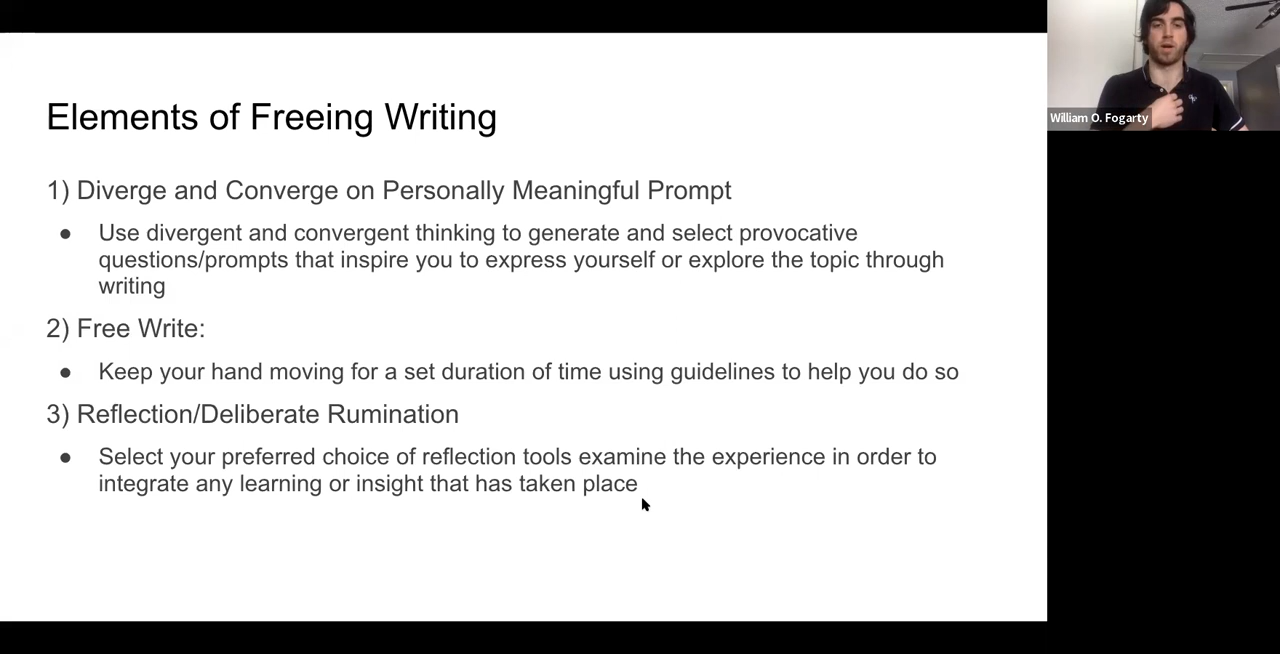 Elements of Freeing Writing
1) Diverge and Converge on Personally Meaningful Prompt
● Use divergent and convergent thinking to generate and select provocative
questions/prompts that inspire you to express yourself or explore the topic through
writing
2) Free Write:
● Keep your hand moving for a set duration of time using guidelines to help you do so
3) Reflection/Deliberate Rumination
● Select your preferred choice of reflection tools examine the experience in order to
integrate any learning or insight that has taken place
William O. Fogarty